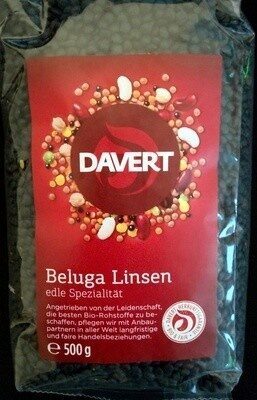 DAVERT
Beluga Linsen
edle Spezialität
Angetrieben von der Leidenschaft,
die besten Bio-Rohstoffe zu be-
schaffen, pflegen wir mit Anbau-
partnern in aller Welt langfristige
und faire Handelsbeziehungen.
℮ 500 g